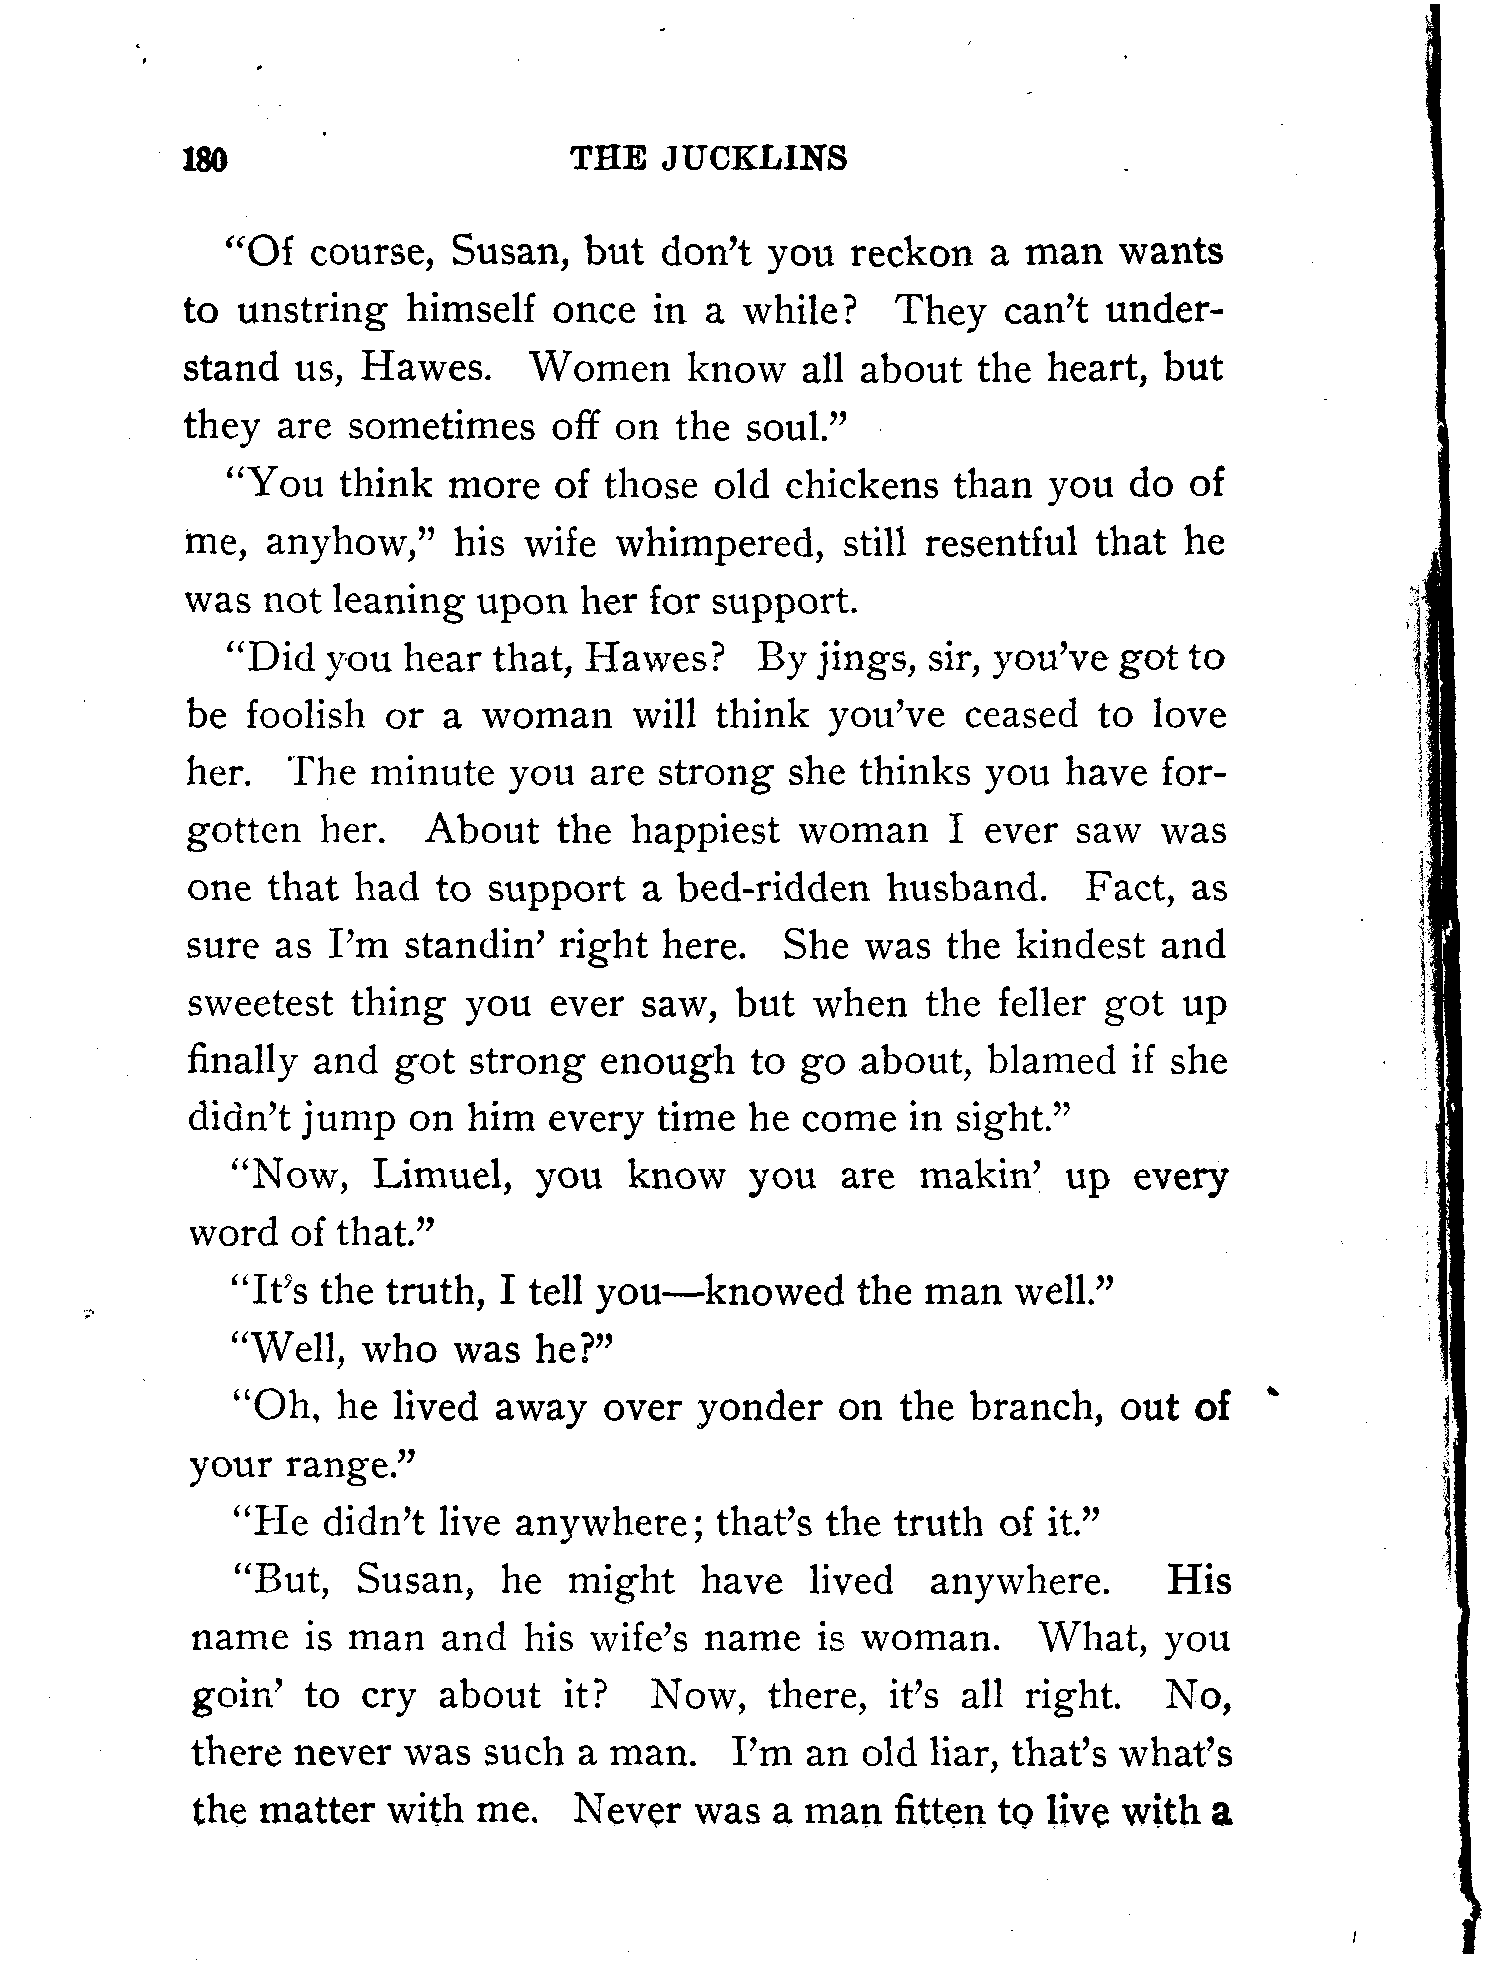 180 THE JUCKLINS
“Of course, Susan, but don’t you reckon a man wants
to unstring himself once in a while? They can’t under-
stand us, Hawes. Women know all about the heart, but
they are sometimes off on the soul.”
“You think more of those old chickens than you do of
me, anyhow,” his wife whimpered, still resentful that he
was not leaning upon her for support.
“Did you hear that, Hawes? By jings, sir, you’ve got to
be foolish or a woman will think you’ve ceased to love
her. The minute you are strong she thinks you have for-
gotten her. About the happiest woman I ever saw was
one that had to support a bed-ridden husband. Fact, as
sure as I’m standin’ right here. She was the kindest and
sweetest thing you ever saw, but when the feller got up
finally and got strong enough to go about, blamed if she
didn’t jump on him every time he come in sight.”
“Now, Limuel, you know you are makin’ up every
word of that.”
“It’s the truth, I tell you—knowed the man well.”
“Well, who was he?”
“Oh, he lived away over yonder on the branch, out of
your range.”
“He didn’t live anywhere; that’s the truth of it.”
“But, Susan, he might have lived anywhere. His
name is man and his wife’s name is woman. What, you
goin’ to cry about it? Now, there, it’s all right. No,
there never was such a man. I’m an old liar, that’s what’s
the matter with me. Never was a man fitten to live with a